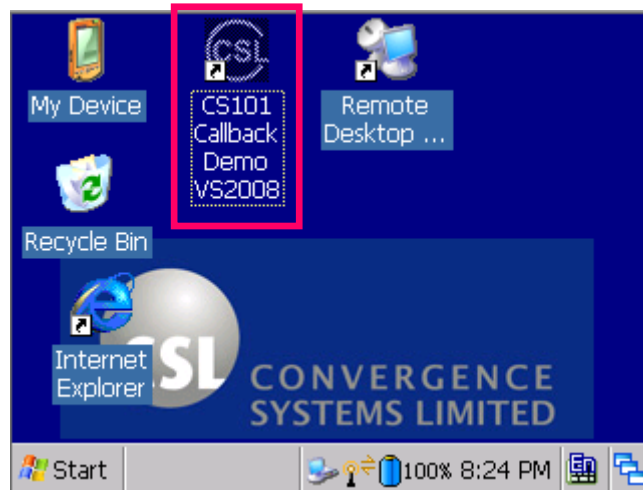 CSL
My Device
CS101
Callback
Demo
VS2008
Remote
Desktop ...
Recycle Bin
Internet
Explorer
CSL
CONVERGENCE
SYSTEMS LIMITED
Start
100% 8:24 PM
En